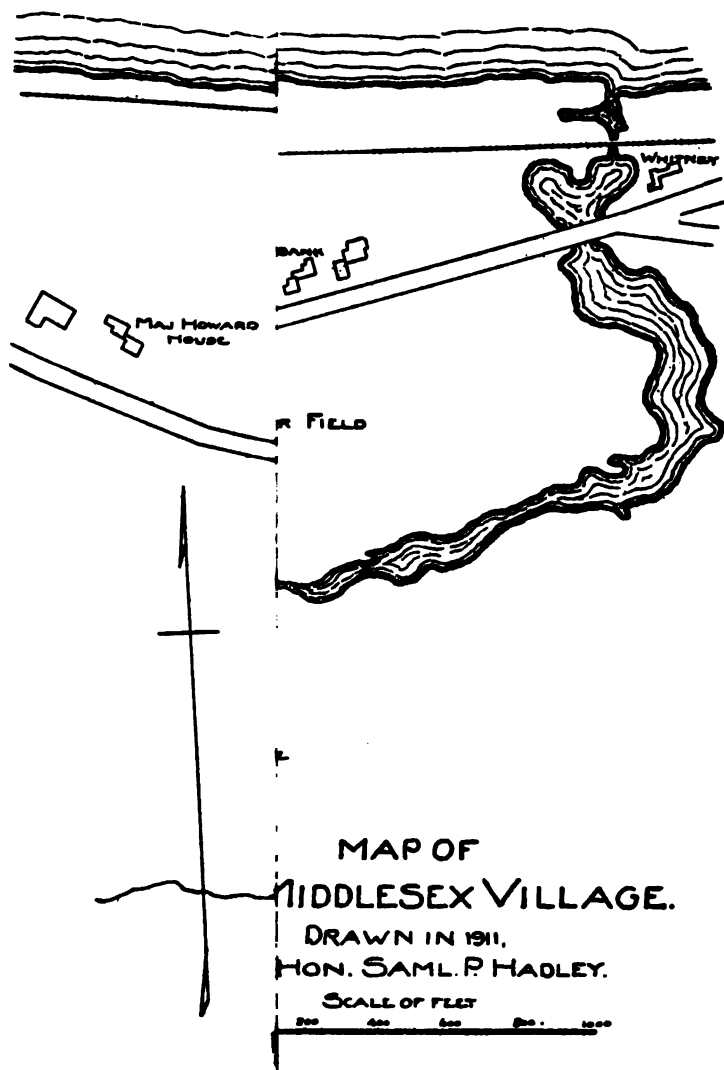 WHITNEY
BANK
MAJ HOWARD
HOUSE
R FIELD
MAP OF
MIDDLESEX VILLAGE.
DRAWN IN 1911,
HON. SAML. P. HADLEY.
SCALE OF FEET
200 400 600 800. 1000